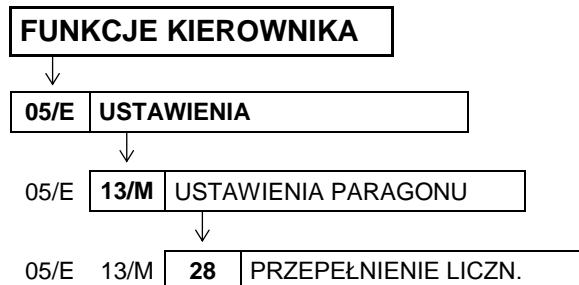 FUNKCJE KIEROWNIKA
05/E USTAWIENIA
05/E 13/M USTAWIENIA PARAGONU
05/E 13/M 28 PRZEPEŁNIENIE LICZN.